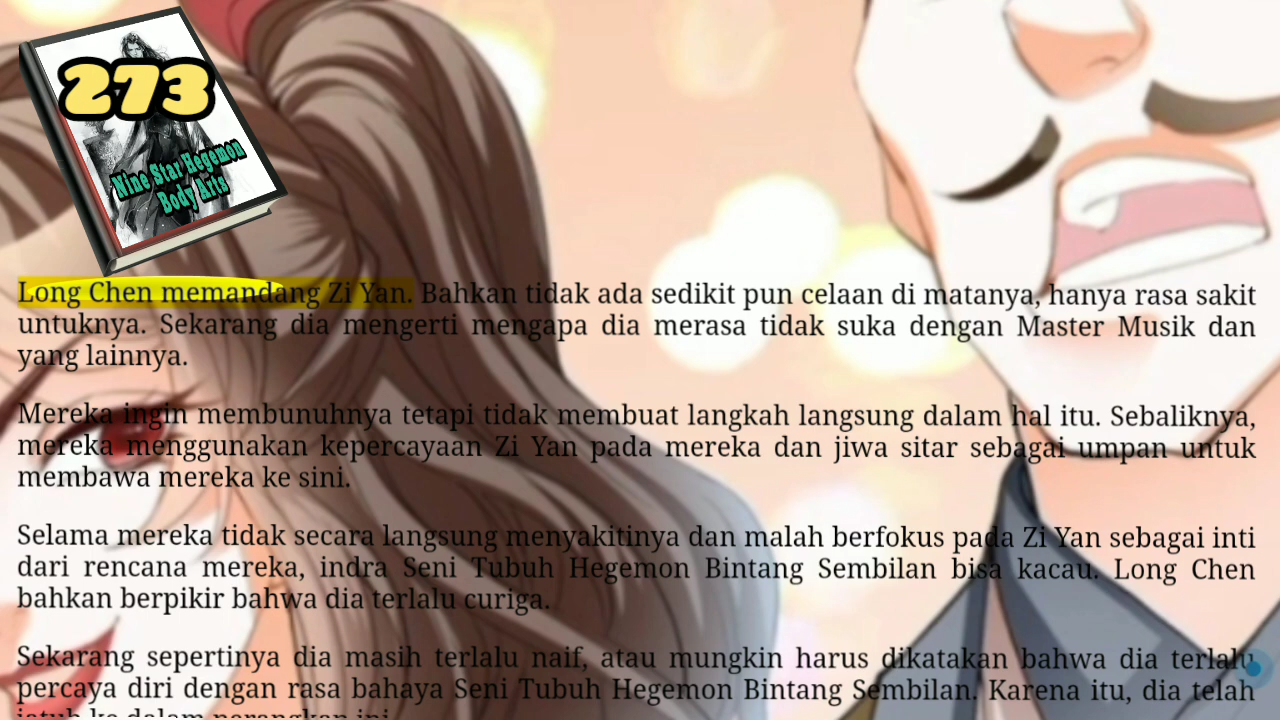 273
Nine Star Hegemon
Body Arts
Long Chen memandang Zi Yan. Bahkan tidak ada sedikit pun celaan di matanya, hanya rasa sakit
untuknya. Sekarang dia mengerti mengapa dia merasa tidak suka dengan Master Musik dan
yang lainnya.
Mereka ingin membunuhnya tetapi tidak membuat langkah langsung dalam hal itu. Sebaliknya,
mereka menggunakan kepercayaan Zi Yan pada mereka dan jiwa sitar sebagai umpan untuk
membawa mereka ke sini.
Selama mereka tidak secara langsung menyakitinya dan malah berfokus pada Zi Yan sebagai inti
dari rencana mereka, indra Seni Tubuh Hegemon Bintang Sembilan bisa kacau. Long Chen
bahkan berpikir bahwa dia terlalu curiga.
Sekarang sepertinya dia masih terlalu naif, atau mungkin harus dikatakan bahwa dia terlalu
percaya diri dengan rasa bahaya Seni Tubuh Hegemon Bintang Sembilan. Karena itu, dia telah
jatuh ke dalam perangkap ini.